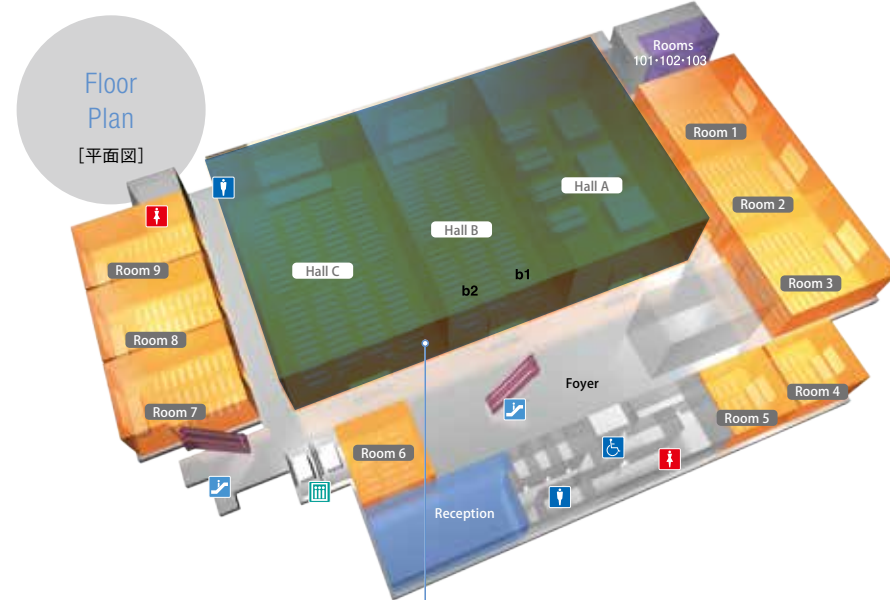 Floor
Plan
[平面図]
Rooms
101・102・103
Room 1
Room 2
Room 3
Hall A
Hall B
Hall C
b1
b2
Room 9
Room 8
Room 7
Foyer
Room 4
Room 5
Room 6
Reception